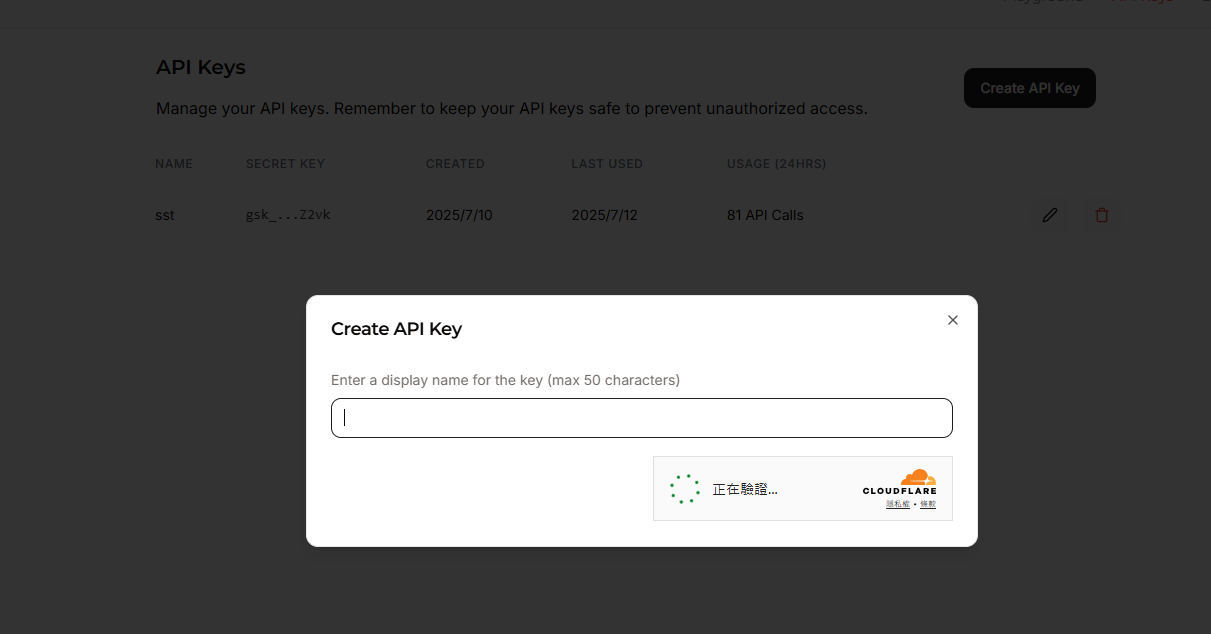 API Keys
Create API Key
Manage your API keys. Remember to keep your API keys safe to prevent unauthorized access.
NAME SECRET KEY CREATED LAST USED USAGE (24HRS)
sst gsk_...Z2vk 2025/7/10 2025/7/12 81 API Calls
Create API Key
Enter a display name for the key (max 50 characters)
正在驗證...
CLOUDFLARE
隱私權 • 條款